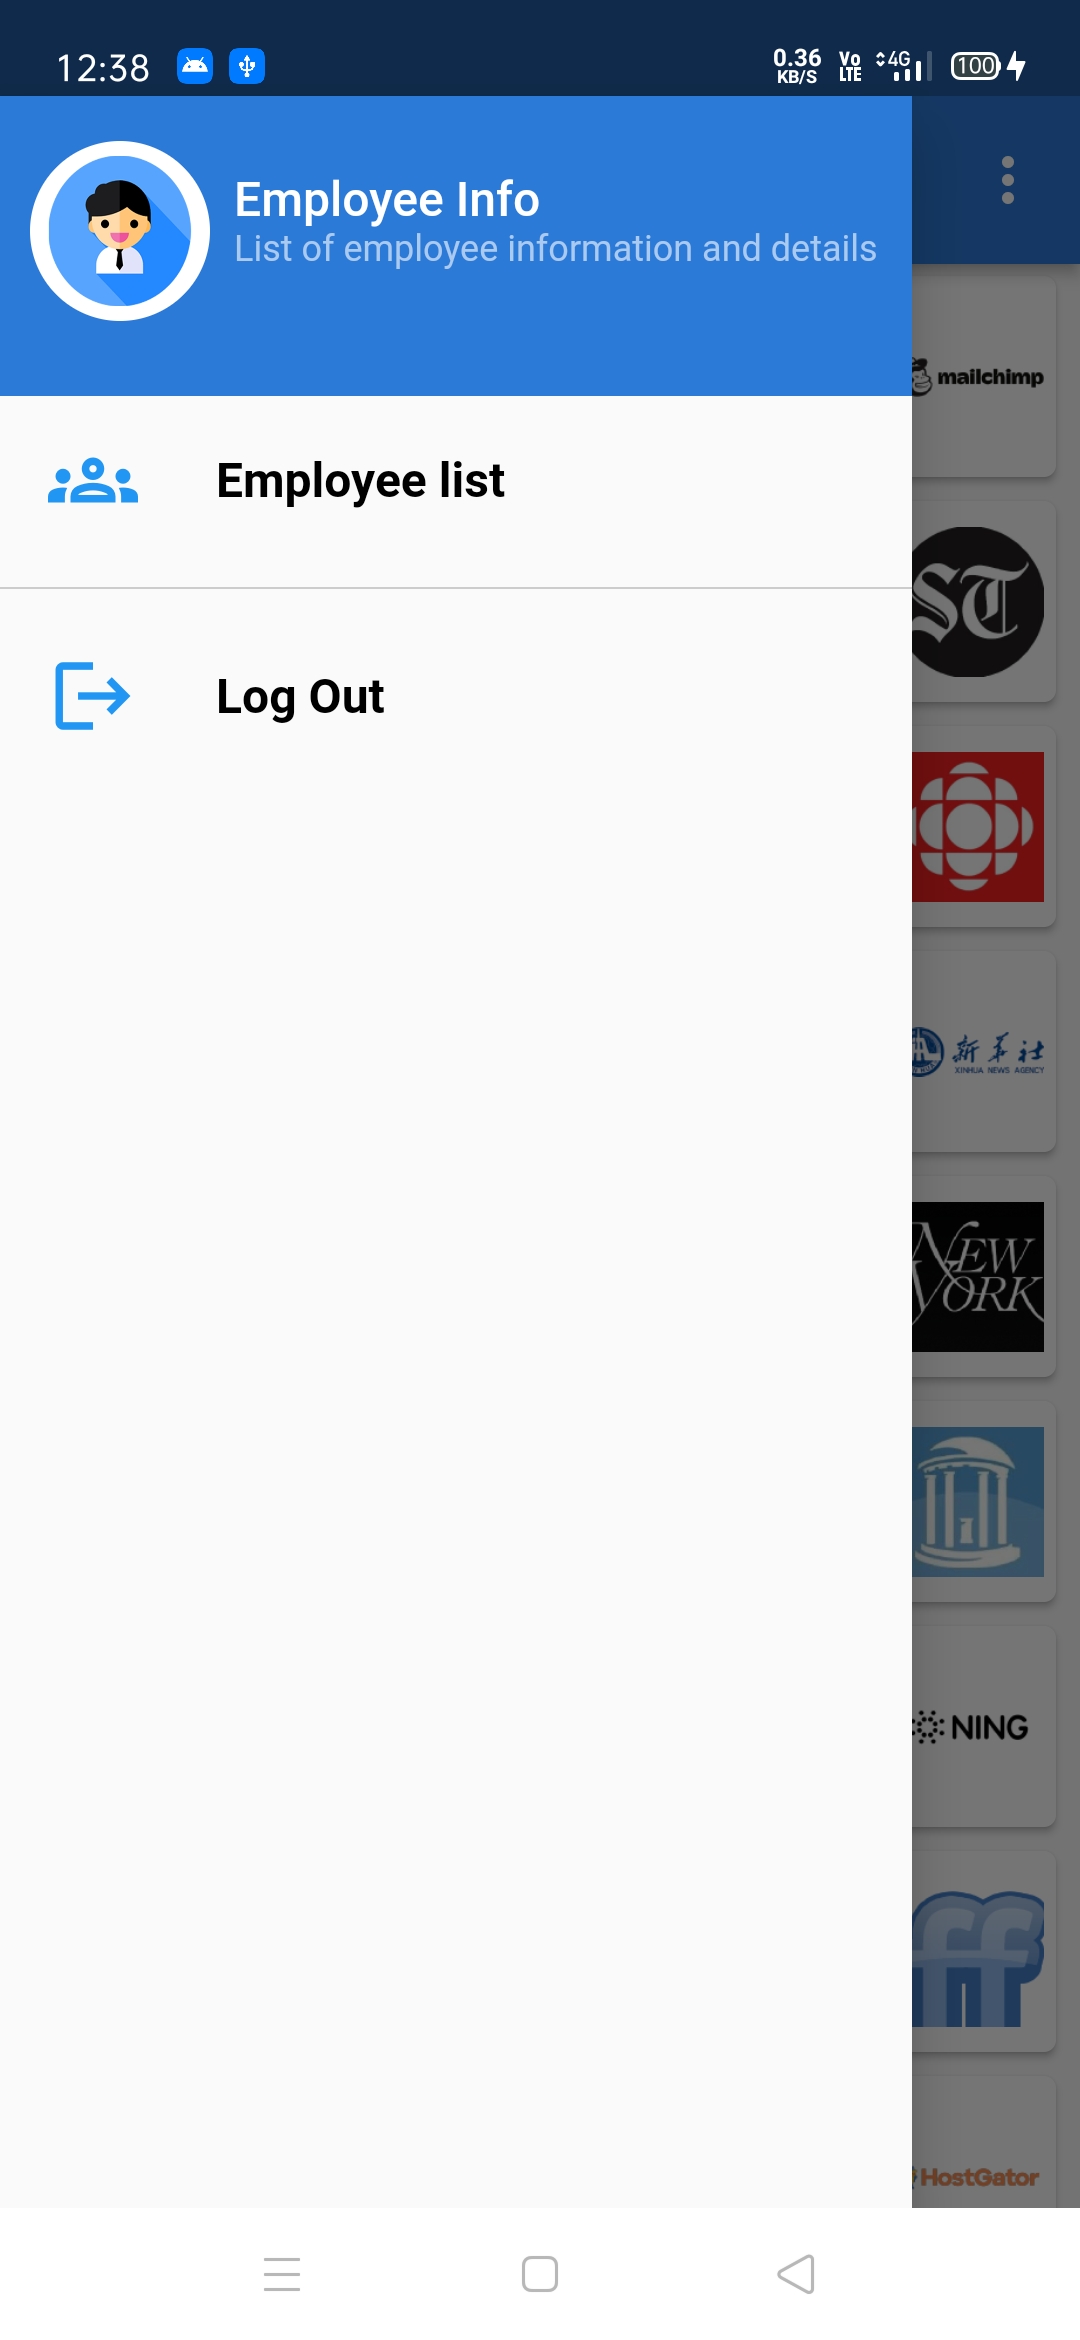 12:38
0.36
KB/S
Vo
LTE
4G
100
Employee Info
List of employee information and details
Employee list
Log Out
mailchimp
ST
新华社
XINHUA NEWS AGENCY
NEW
YORK
NING
ff
HostGator